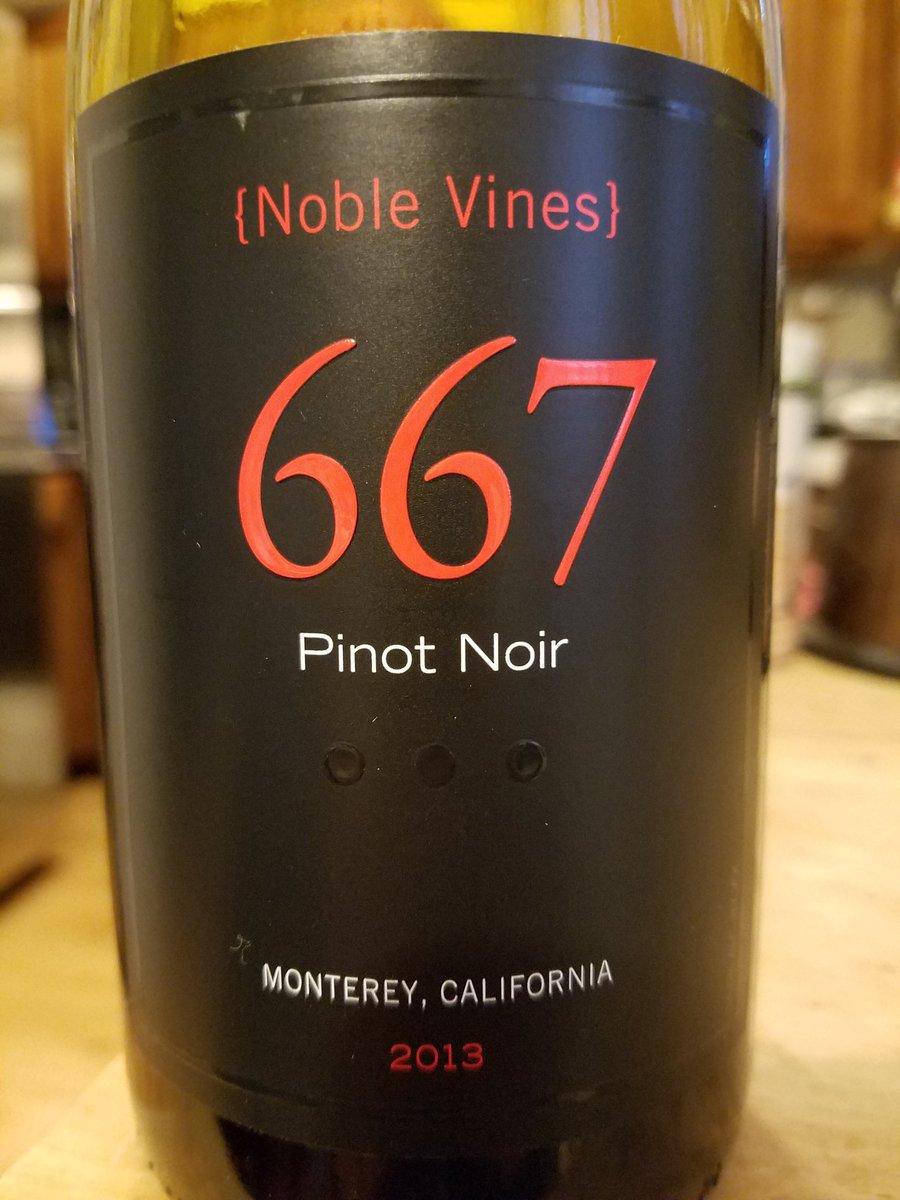 {Noble Vines}
667
Pinot Noir
MONTEREY, CALIFORNIA
2013